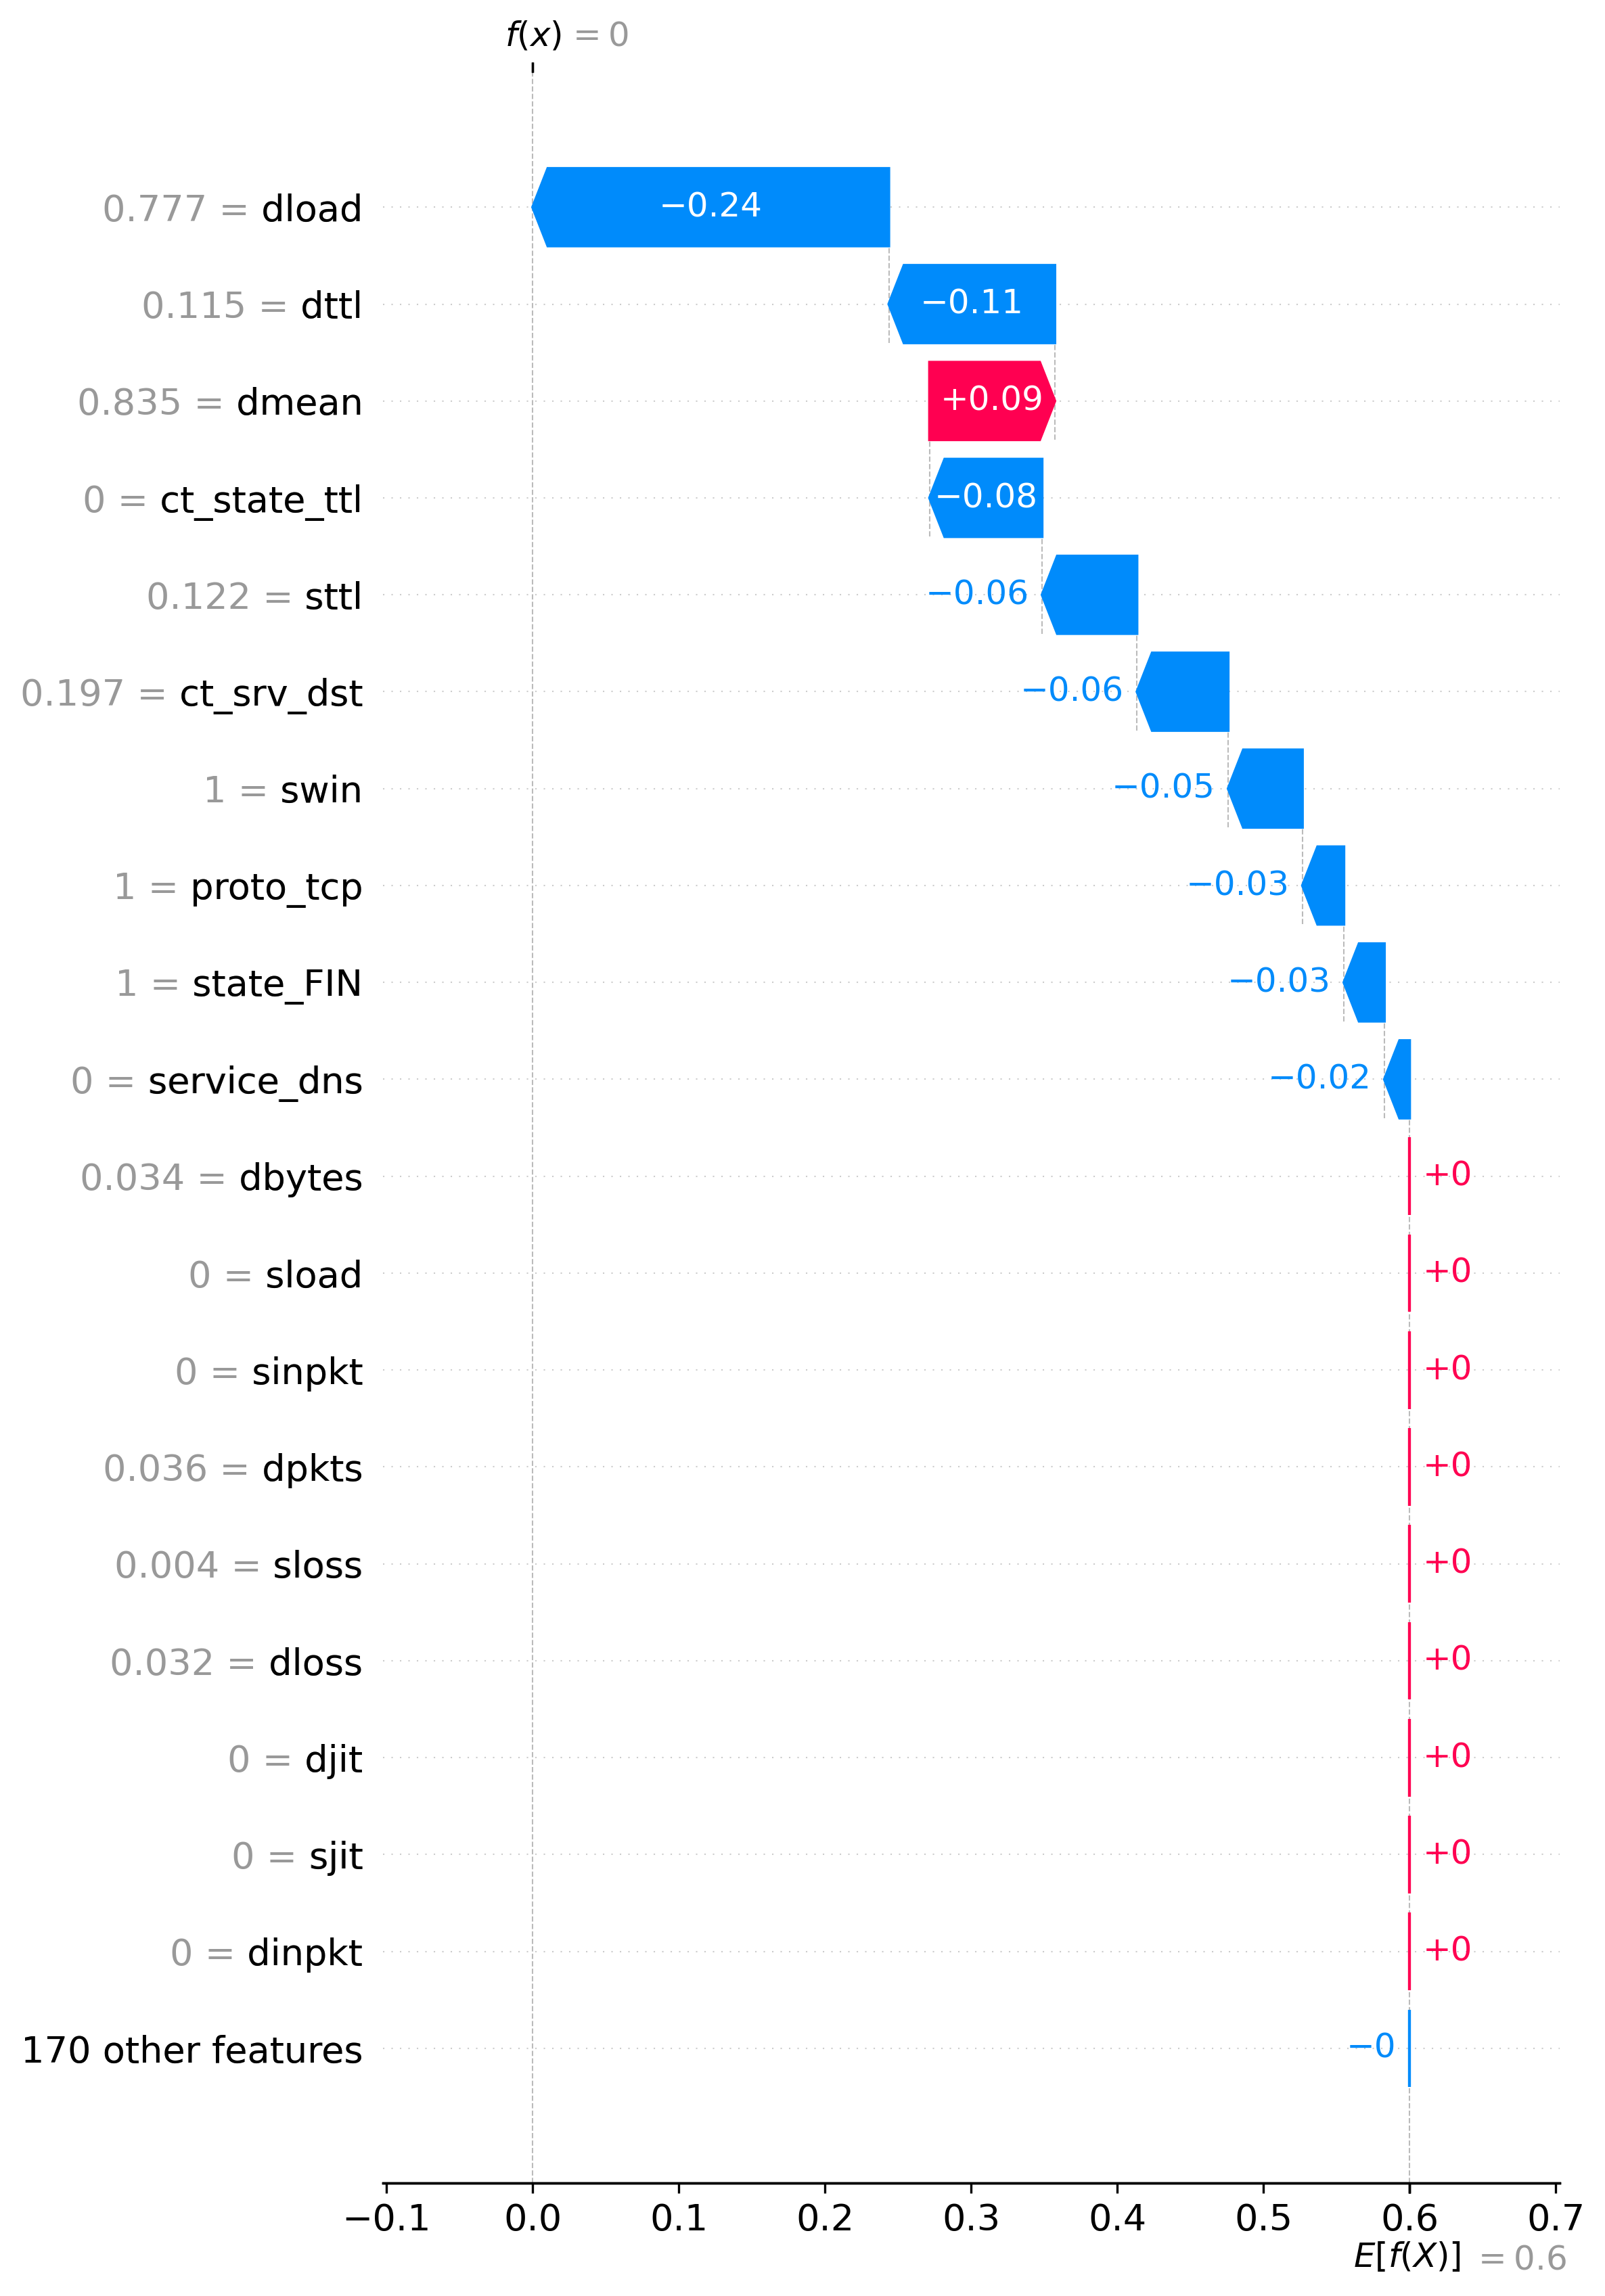 f(x) = 0
0.777 = dload −0.24
0.115 = dttl −0.11
0.835 = dmean +0.09
0 = ct_state_ttl −0.08
0.122 = sttl −0.06
0.197 = ct_srv_dst −0.06
1 = swin −0.05
1 = proto_tcp −0.03
1 = state_FIN −0.03
0 = service_dns −0.02
0.034 = dbytes +0
0 = sload +0
0 = sinpkt +0
0.036 = dpkts +0
0.004 = sloss +0
0.032 = dloss +0
0 = djit +0
0 = sjit +0
0 = dinpkt +0
170 other features −0
−0.1 0.0 0.1 0.2 0.3 0.4 0.5 0.6 0.7
E[f(X)] = 0.6